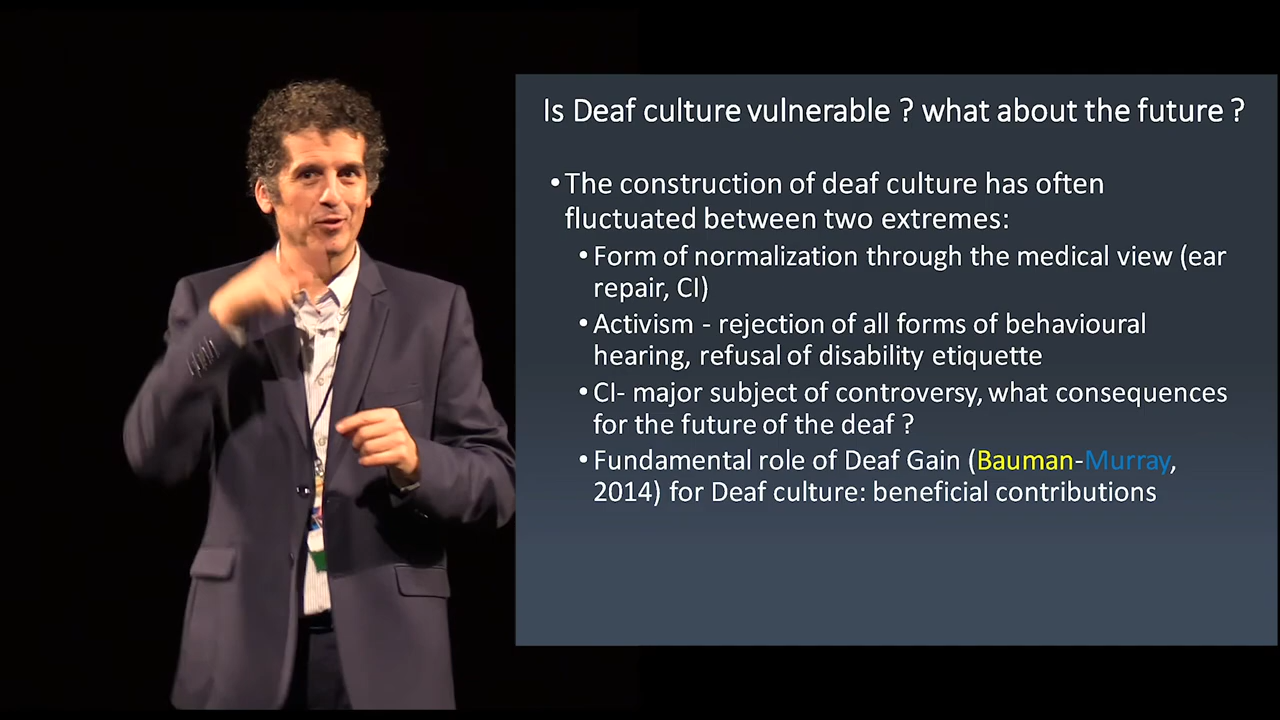 Is Deaf culture vulnerable ? what about the future ?
• The construction of deaf culture has often
fluctuated between two extremes:
• Form of normalization through the medical view (ear
repair, CI)
• Activism - rejection of all forms of behavioural
hearing, refusal of disability etiquette
• CI- major subject of controversy, what consequences
for the future of the deaf ?
• Fundamental role of Deaf Gain (Bauman-Murray,
2014) for Deaf culture: beneficial contributions